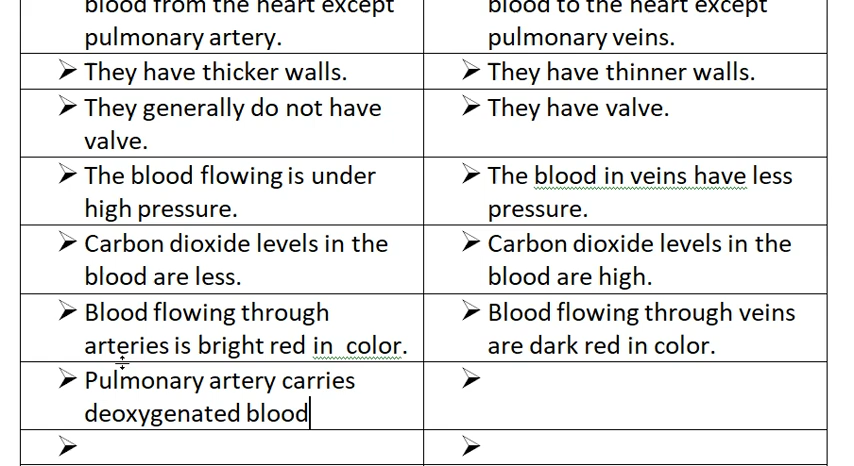 blood from the heart except
pulmonary artery.
blood to the heart except
pulmonary veins.
They have thicker walls.
They have thinner walls.
They generally do not have
valve.
They have valve.
The blood flowing is under
high pressure.
The blood in veins have less
pressure.
Carbon dioxide levels in the
blood are less.
Carbon dioxide levels in the
blood are high.
Blood flowing through
arteries is bright red in  color.
Blood flowing through veins
are dark red in color.
Pulmonary artery carries
deoxygenated blood